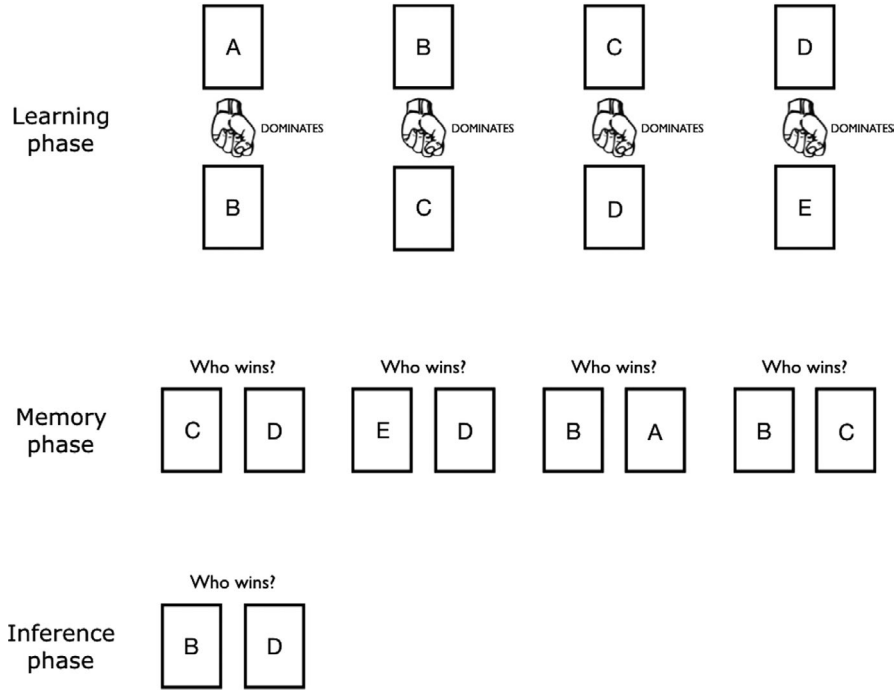 A B C D
Learning
phase
DOMINATES DOMINATES DOMINATES DOMINATES
B C D E
Who wins? Who wins? Who wins? Who wins?
Memory
phase
C D E D B A B C
Who wins?
Inference
phase
B D